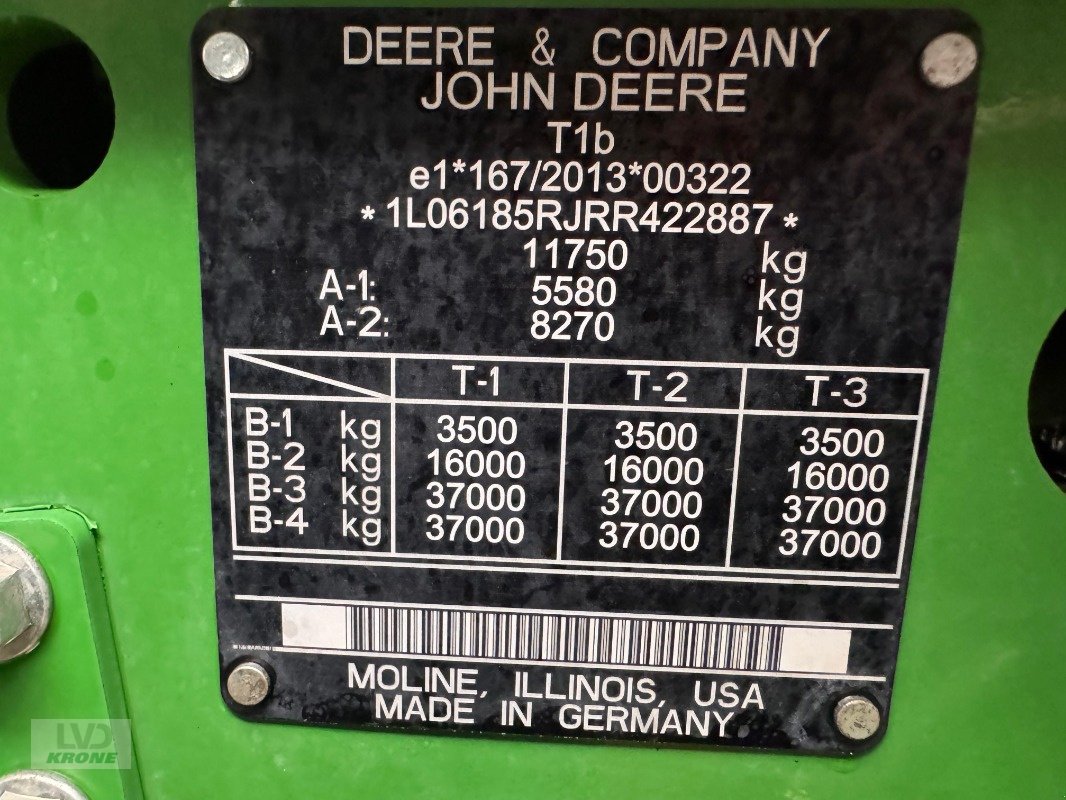 DEERE & COMPANY
JOHN DEERE
T1b
e1*167/2013*00322
*1L06185RJRR422887*
11750 kg
A-1: 5580 kg
A-2: 8270 kg
T-1 T-2 T-3
B-1 kg 3500 3500 3500
B-2 kg 16000 16000 16000
B-3 kg 37000 37000 37000
B-4 kg 37000 37000 37000
MOLINE, ILLINOIS, USA
MADE IN GERMANY
LVD
KRONE